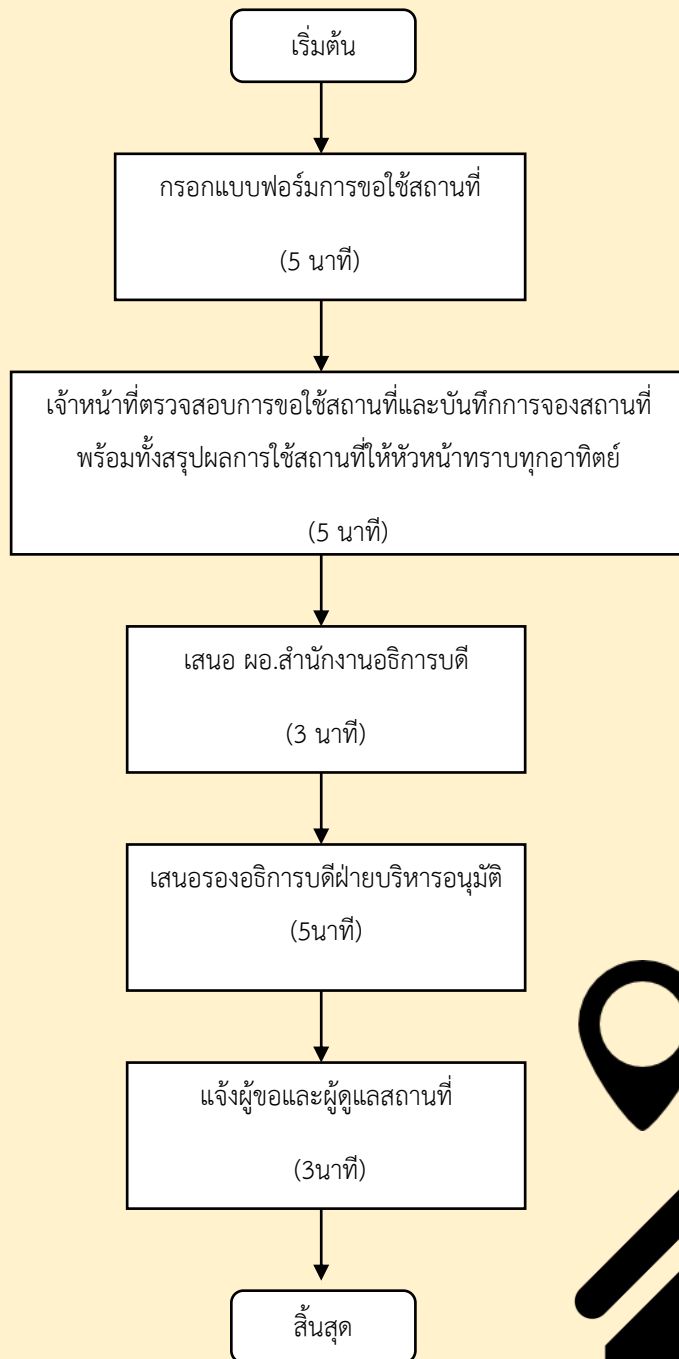 เริ่มต้น
กรอกแบบฟอร์มการขอใช้สถานที่
(5 นาที)
เจ้าหน้าที่ตรวจสอบการขอใช้สถานที่และบันทึกการจองสถานที่
พร้อมทั้งสรุปผลการใช้สถานที่ให้หัวหน้าทราบทุกอาทิตย์
(5 นาที)
เสนอ ผอ.สำนักงานอธิการบดี
(3 นาที)
เสนอรองอธิการบดีฝ่ายบริหารอนุมัติ
(5นาที)
แจ้งผู้ขอและผู้ดูแลสถานที่
(3นาที)
สิ้นสุด